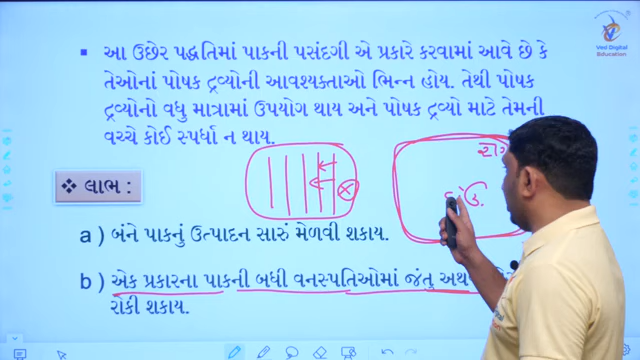 Ved Digital
Education
▪ આ ઉછેર પદ્ધતિમાં પાકની પસંદગી એ પ્રકારે કરવામાં આવે છે કે
તેઓનાં પોષક દ્રવ્યોની આવશ્યક્તાઓ ભિન્ન હોય. તેથી પોષક
દ્રવ્યોનો વધુ માત્રામાં ઉપયોગ થાય અને પોષક દ્રવ્યો માટે તેમની
વચ્ચે કોઈ સ્પર્ધા ન થાય.
❖ લાભ :
a ) બંને પાકનું ઉત્પાદન સારું મેળવી શકાય.
b ) એક પ્રકારના પાકની બધી વનસ્પતિઓમાં જંતુ
રોકી શકાય.